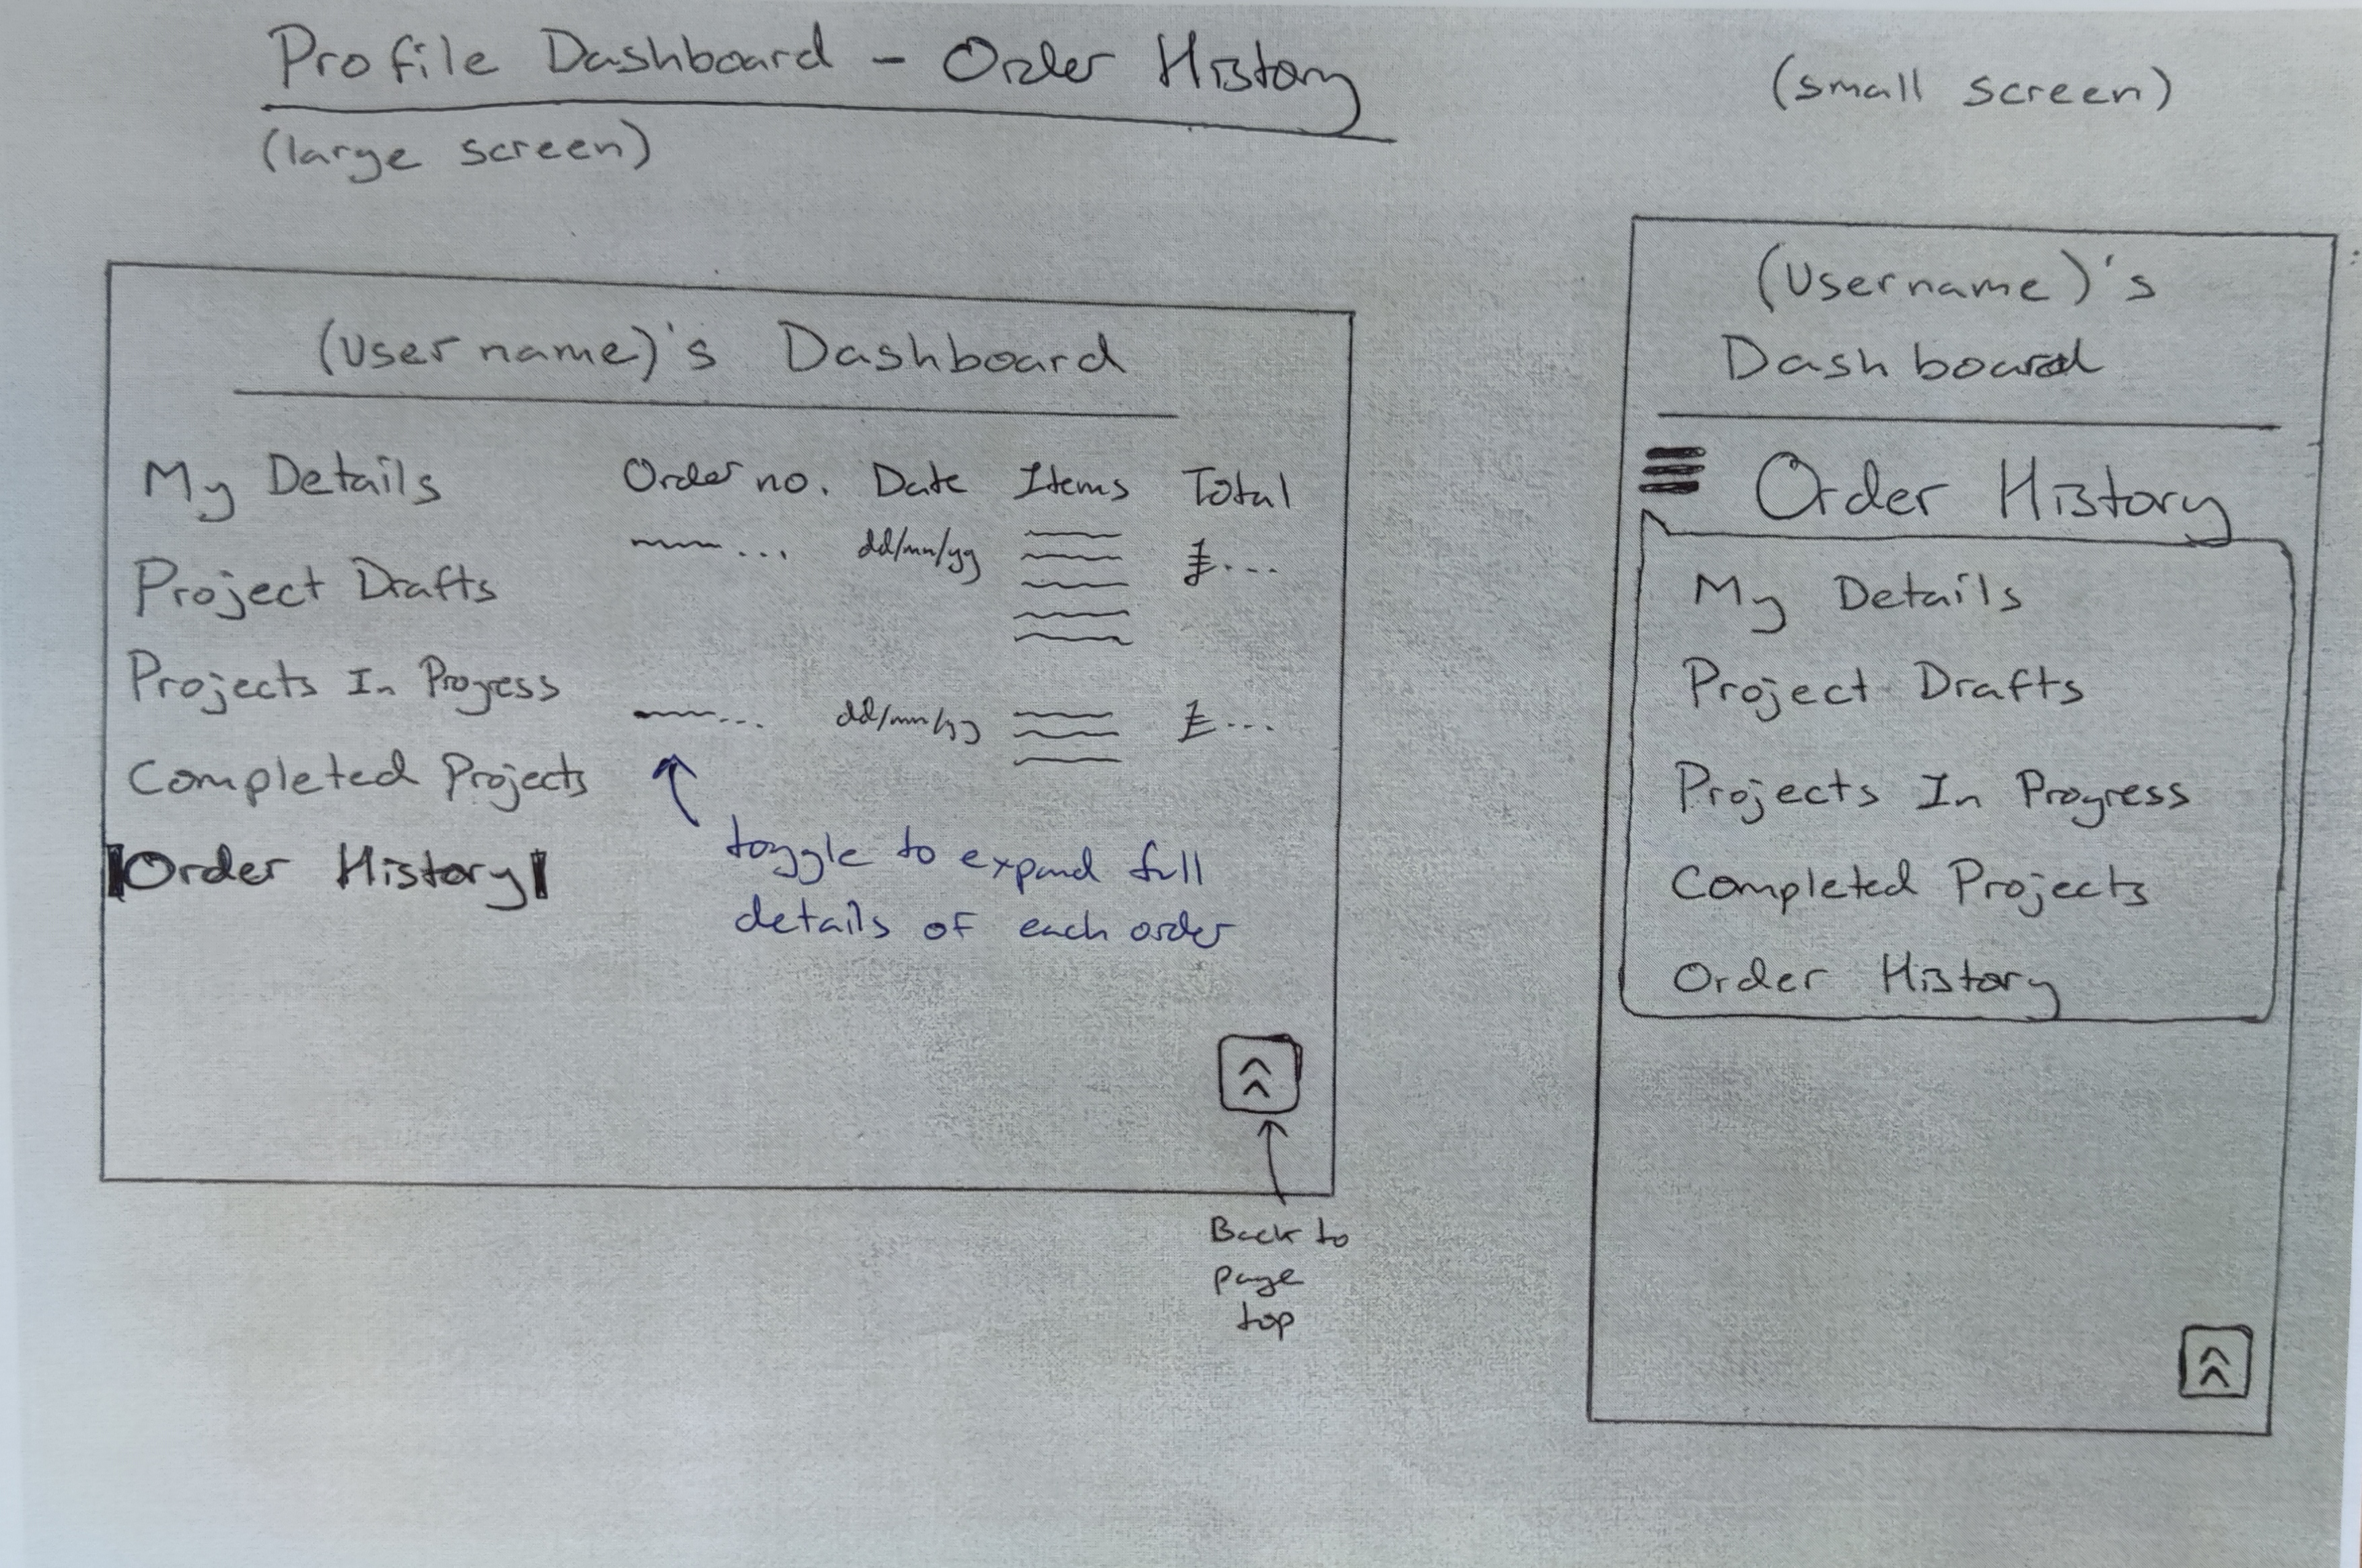 Profile Dashboard - Order History
(large screen)
(small screen)
(Username)'s Dashboard
My Details
Project Drafts
Projects In Progress
Completed Projects
Order History
Order no. Date Items Total
... dd/mm/yy £...
... dd/mm/yy £...
toggle to expand full
details of each order
Back to
page
top
(Username)'s
Dashboard
Order History
My Details
Project Drafts
Projects In Progress
Completed Projects
Order History